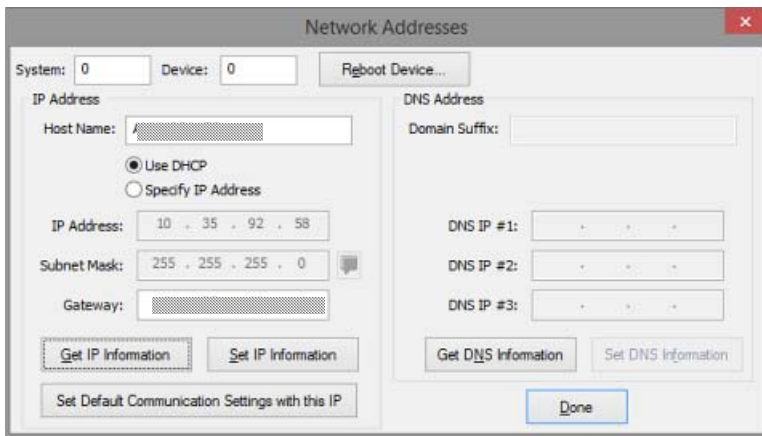 Network Addresses
System: 0 Device: 0 Reboot Device...
IP Address
Host Name:
Use DHCP
Specify IP Address
IP Address: 10 . 35 . 92 . 58
Subnet Mask: 255 . 255 . 255 . 0
Gateway:
Get IP Information Set IP Information
Set Default Communication Settings with this IP
DNS Address
Domain Suffix:
DNS IP #1: . . .
DNS IP #2: . . .
DNS IP #3: . . .
Get DNS Information Set DNS Information
Done